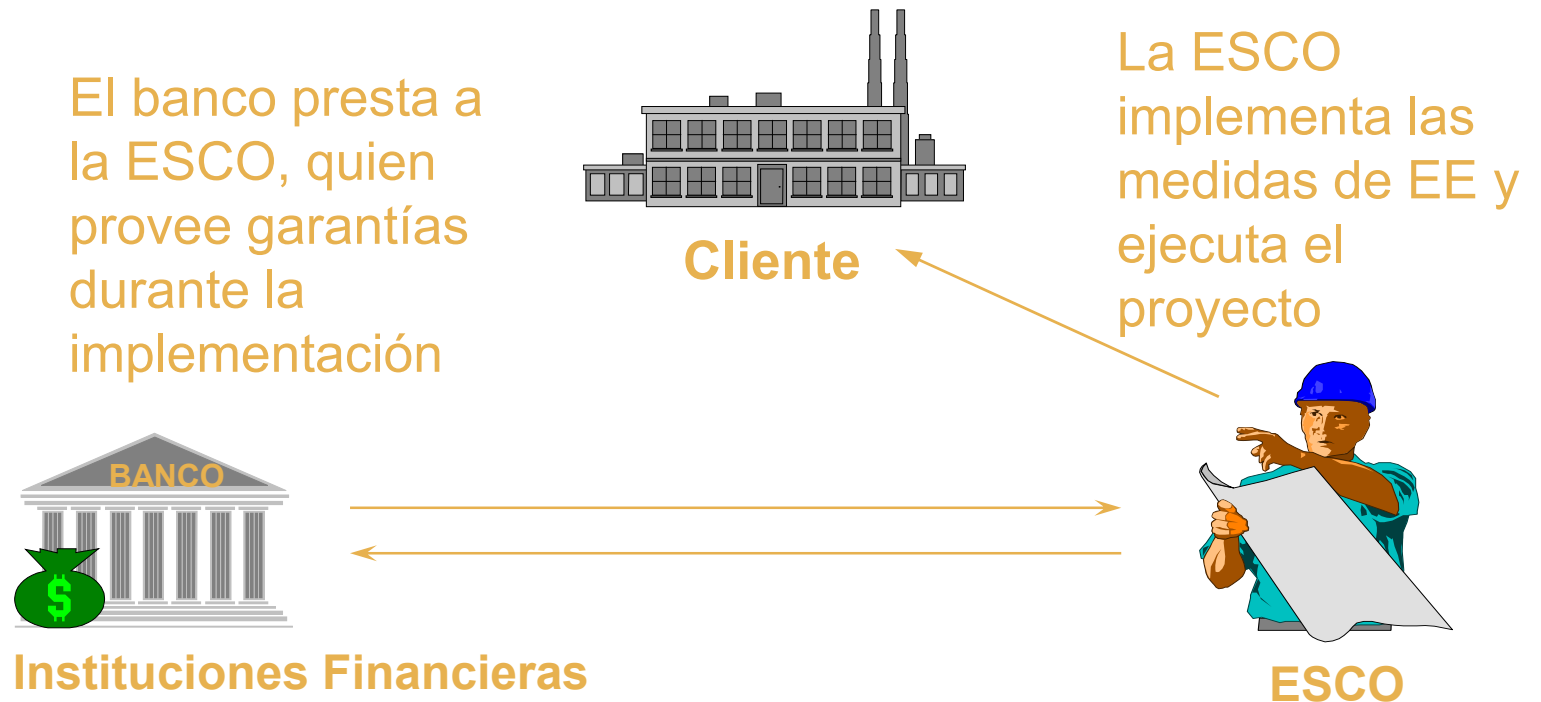 El banco presta a
la ESCO, quien
provee garantías
durante la
implementación
La ESCO
implementa las
medidas de EE y
ejecuta el
proyecto
Cliente
BANCO
$
Instituciones Financieras
ESCO